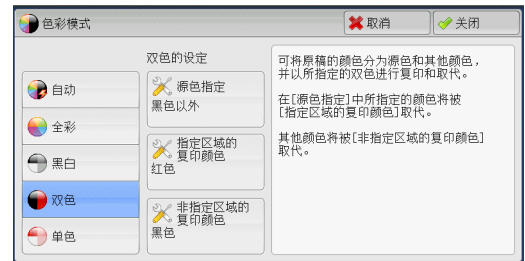 色彩模式
取消
关闭
自动
全彩
黑白
双色
单色
双色的设定
源色指定
黑色以外
指定区域的
复印颜色
红色
非指定区域的
复印颜色
黑色
可将原稿的颜色分为源色和其他颜色，
并以所指定的双色进行复印和取代。
在[源色指定]中所指定的颜色将被
[指定区域的复印颜色]取代。
其他颜色将被[非指定区域的复印颜色]
取代。